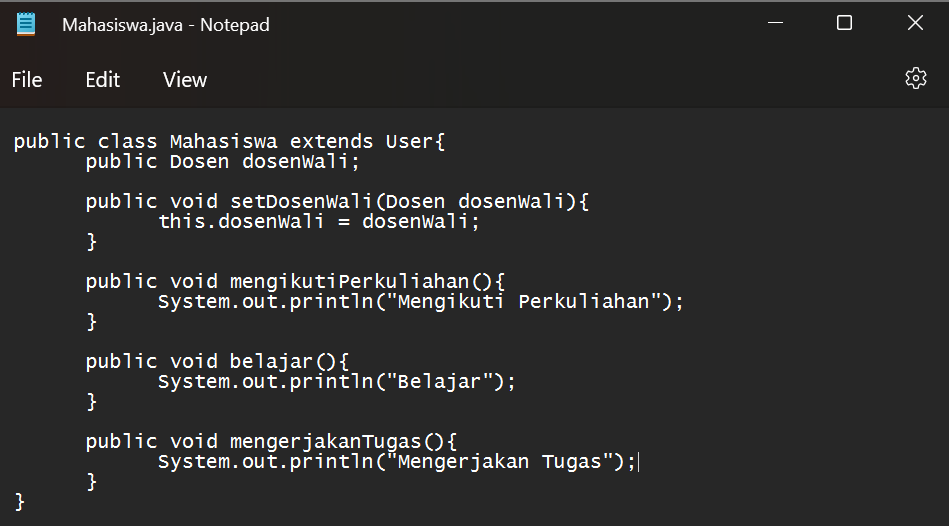 Mahasiswa.java - Notepad
File Edit View
public class Mahasiswa extends User{
public Dosen dosenWali;
public void setDosenWali(Dosen dosenWali){
this.dosenWali = dosenWali;
}
public void mengikutiPerkuliahan(){
System.out.println("Mengikuti Perkuliahan");
}
public void belajar(){
System.out.println("Belajar");
}
public void mengerjakanTugas(){
System.out.println("Mengerjakan Tugas");
}
}